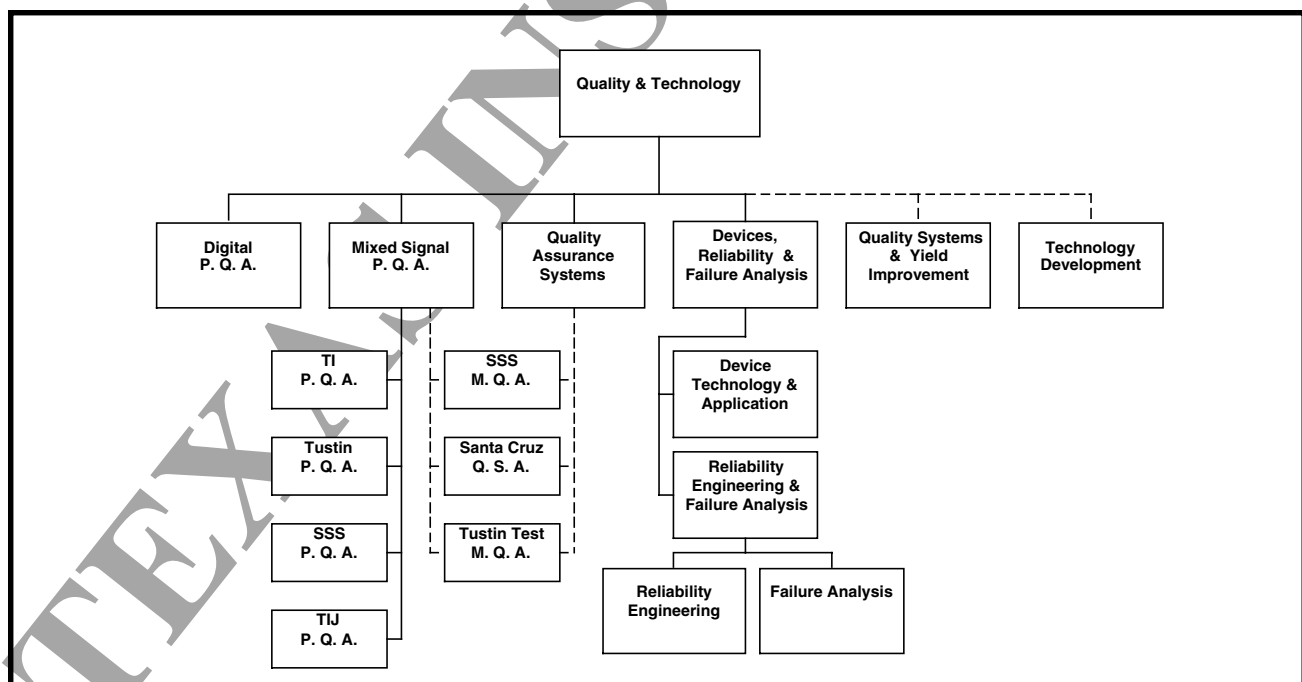 Quality & Technology
Digital
P. Q. A.
Mixed Signal
P. Q. A.
Quality
Assurance
Systems
Devices,
Reliability &
Failure Analysis
Quality Systems
& Yield
Improvement
Technology
Development
TI
P. Q. A.
SSS
M. Q. A.
Device
Technology &
Application
Tustin
P. Q. A.
Santa Cruz
Q. S. A.
Reliability
Engineering &
Failure Analysis
SSS
P. Q. A.
Tustin Test
M. Q. A.
Reliability
Engineering
Failure Analysis
TIJ
P. Q. A.
TEXAS INS